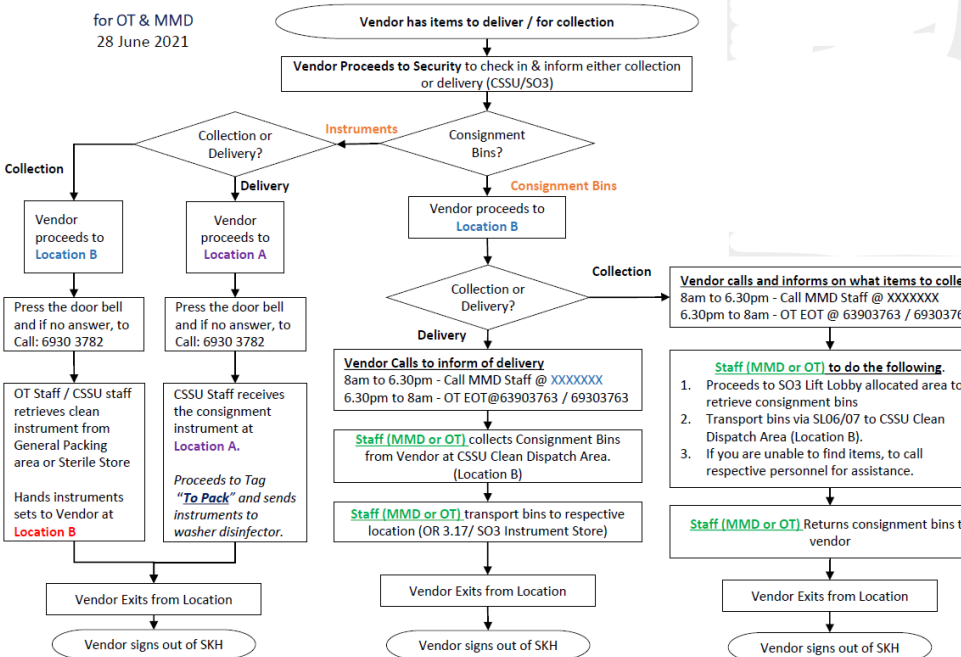 for OT & MMD
28 June 2021
Vendor has items to deliver / for collection
Vendor Proceeds to Security to check in & inform either collection
or delivery (CSSU/SO3)
Collection or
Delivery?
Instruments
Consignment
Bins?
Collection
Delivery
Consignment Bins
Vendor
proceeds to
Location B
Vendor
proceeds to
Location A
Vendor proceeds to
Location B
Press the door bell
and if no answer, to
Call: 6930 3782
Press the door bell
and if no answer, to
Call: 6930 3782
Collection or
Delivery?
Collection
Delivery
Vendor calls and informs on what items to colle
8am to 6.30pm - Call MMD Staff @ XXXXXXX
6.30pm to 8am - OT EOT @ 63903763 / 6930376
OT Staff / CSSU staff
retrieves clean
instrument from
General Packing
area or Sterile Store
Hands instruments
sets to Vendor at
Location B
CSSU Staff receives
the consignment
instrument at
Location A.
Proceeds to Tag
"To Pack" and sends
instruments to
washer disinfector.
Vendor Calls to inform of delivery
8am to 6.30pm - Call MMD Staff @ XXXXXXX
6.30pm to 8am - OT EOT@63903763 / 69303763
Staff (MMD or OT) collects Consignment Bins
from Vendor at CSSU Clean Dispatch Area.
(Location B)
Staff (MMD or OT) transport bins to respective
location (OR 3.17/ SO3 Instrument Store)
Staff (MMD or OT) to do the following.
1. Proceeds to SO3 Lift Lobby allocated area to
retrieve consignment bins
2. Transport bins via SL06/07 to CSSU Clean
Dispatch Area (Location B).
3. If you are unable to find items, to call
respective personnel for assistance.
Staff (MMD or OT) Returns consignment bins t
vendor
Vendor Exits from Location
Vendor signs out of SKH
Vendor Exits from Location
Vendor signs out of SKH
Vendor Exits from Location
Vendor signs out of SKH